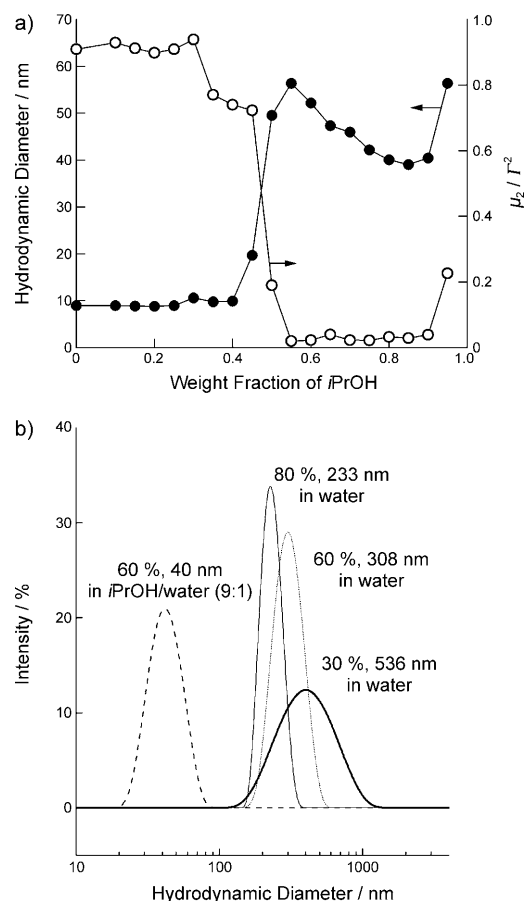 a)
70
60
50
40
30
20
10
0
Hydrodynamic Diameter / nm
1.0
0.8
0.6
0.4
0.2
0
μ2 / Γ²
0 0.2 0.4 0.6 0.8 1.0
Weight Fraction of iPrOH
b)
40
30
20
10
0
Intensity / %
80 %, 233 nm
in water
60 %, 40 nm
in iPrOH/water (9:1)
60 %, 308 nm
in water
30 %, 536 nm
in water
10 100 1000
Hydrodynamic Diameter / nm